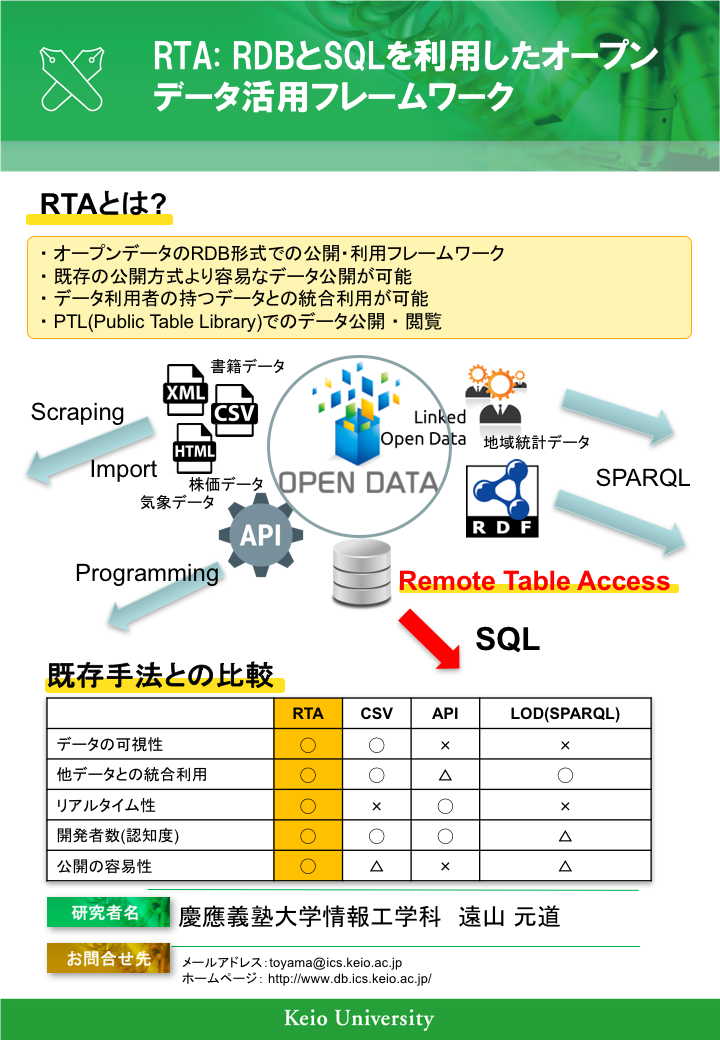 RTA: RDBとSQLを利用したオープン
データ活用フレームワーク
RTAとは?
・ オープンデータのRDB形式での公開・利用フレームワーク
・ 既存の公開方式より容易なデータ公開が可能
・ データ利用者の持つデータとの統合利用が可能
・ PTL(Public Table Library)でのデータ公開・閲覧
書籍データ
XML
CSV
Scraping
HTML
Import
株価データ
気象データ
API
Programming
OPEN DATA
Linked
Open Data
地域統計データ
SPARQL
RDF
Remote Table Access
SQL
既存手法との比較
RTA CSV API LOD(SPARQL)
データの可視性 ○ ○ × ×
他データとの統合利用 ○ ○ △ ○
リアルタイム性 ○ × ○ ×
開発者数(認知度) ○ ○ ○ △
公開の容易性 ○ △ × △
研究者名 慶應義塾大学情報工学科 遠山 元道
お問合せ先 メールアドレス：toyama@ics.keio.ac.jp
ホームページ： http://www.db.ics.keio.ac.jp/
Keio University